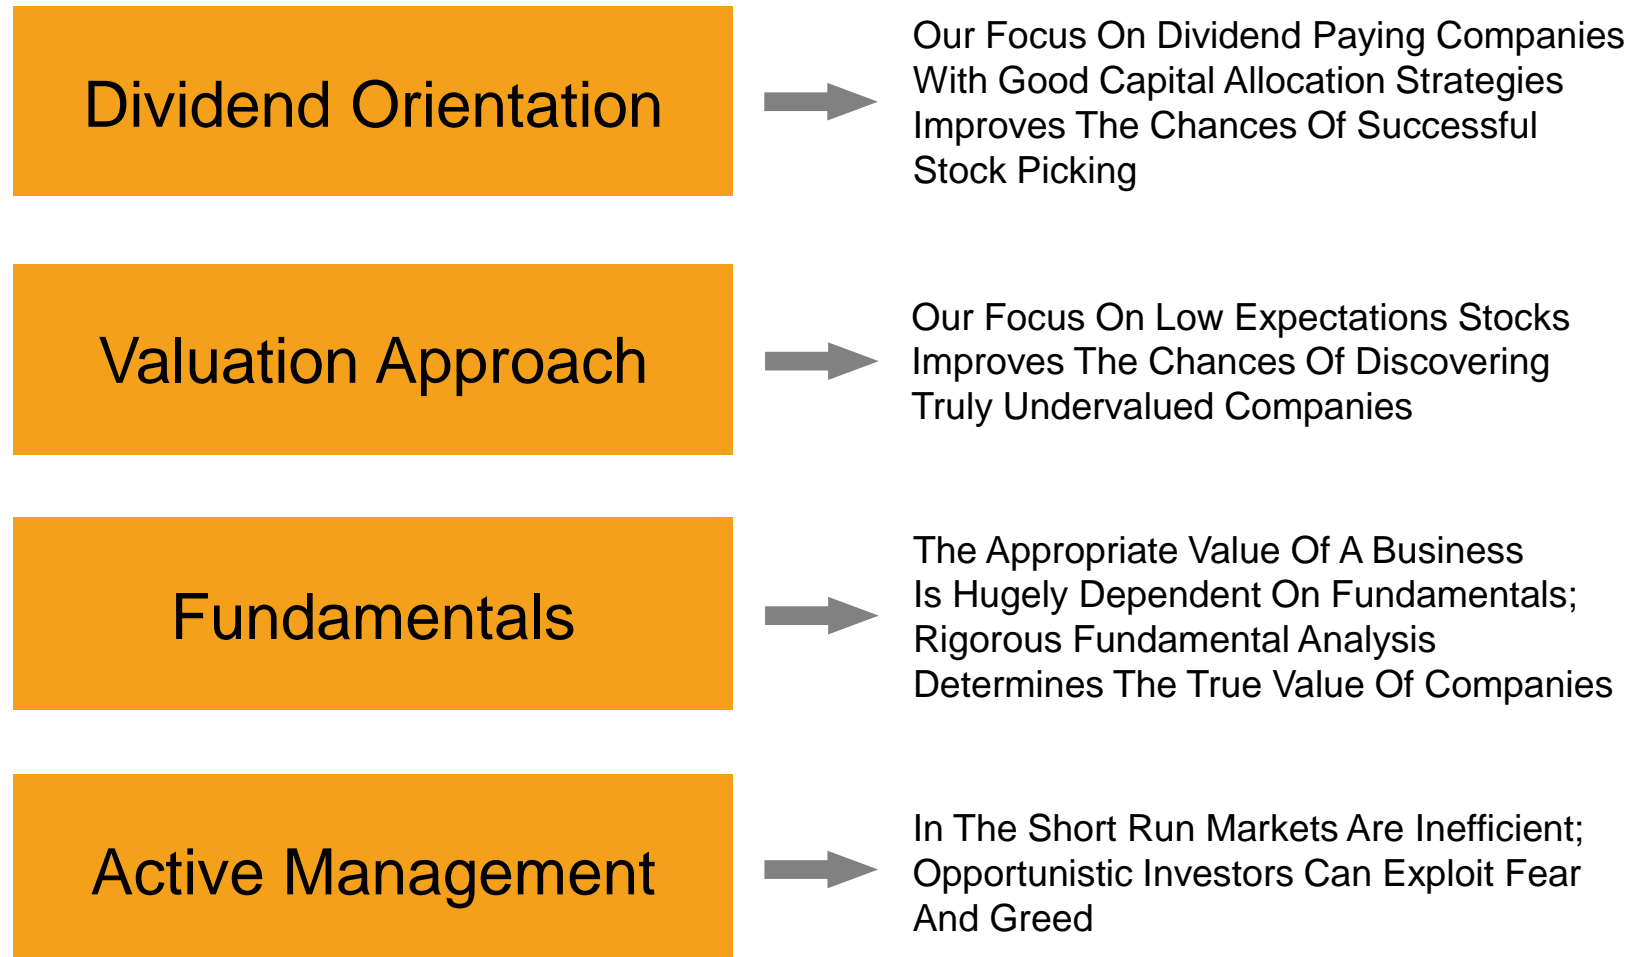 Dividend Orientation
Our Focus On Dividend Paying Companies
With Good Capital Allocation Strategies
Improves The Chances Of Successful
Stock Picking
Valuation Approach
Our Focus On Low Expectations Stocks
Improves The Chances Of Discovering
Truly Undervalued Companies
Fundamentals
The Appropriate Value Of A Business
Is Hugely Dependent On Fundamentals;
Rigorous Fundamental Analysis
Determines The True Value Of Companies
Active Management
In The Short Run Markets Are Inefficient;
Opportunistic Investors Can Exploit Fear
And Greed